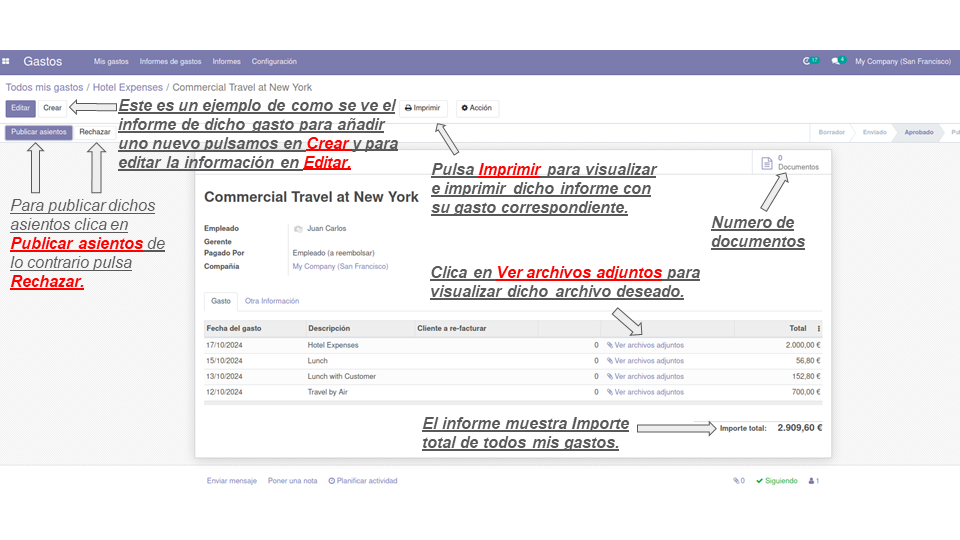 Gastos Mis gastos Informes de gastos Informes Configuración 17 4 My Company (San Francisco)
Todos mis gastos / Hotel Expenses / Commercial Travel at New York
Editar Crear Imprimir Acción
Este es un ejemplo de como se ve el
informe de dicho gasto para añadir
uno nuevo pulsamos en Crear y para
editar la información en Editar.
Publicar asientos Rechazar Borrador Enviado Aprobado
Pulsa Imprimir para visualizar
e imprimir dicho informe con
su gasto correspondiente.
0
Documentos
Numero de
documentos
Para publicar dichos
asientos clica en
Publicar asientos de
lo contrario pulsa
Rechazar.
Commercial Travel at New York
Empleado Juan Carlos
Gerente
Pagado Por Empleado (a reembolsar)
Compañía My Company (San Francisco)
Clica en Ver archivos adjuntos para
visualizar dicho archivo deseado.
Gasto Otra Información
Fecha del gasto Descripción Cliente a re-facturar Total
17/10/2024 Hotel Expenses 0 Ver archivos adjuntos 2.000,00 €
15/10/2024 Lunch 0 Ver archivos adjuntos 56,80 €
13/10/2024 Lunch with Customer 0 Ver archivos adjuntos 152,80 €
12/10/2024 Travel by Air 0 Ver archivos adjuntos 700,00 €
El informe muestra Importe
total de todos mis gastos.
Importe total: 2.909,60 €
Enviar mensaje Poner una nota Planificar actividad 0 Siguiendo 1